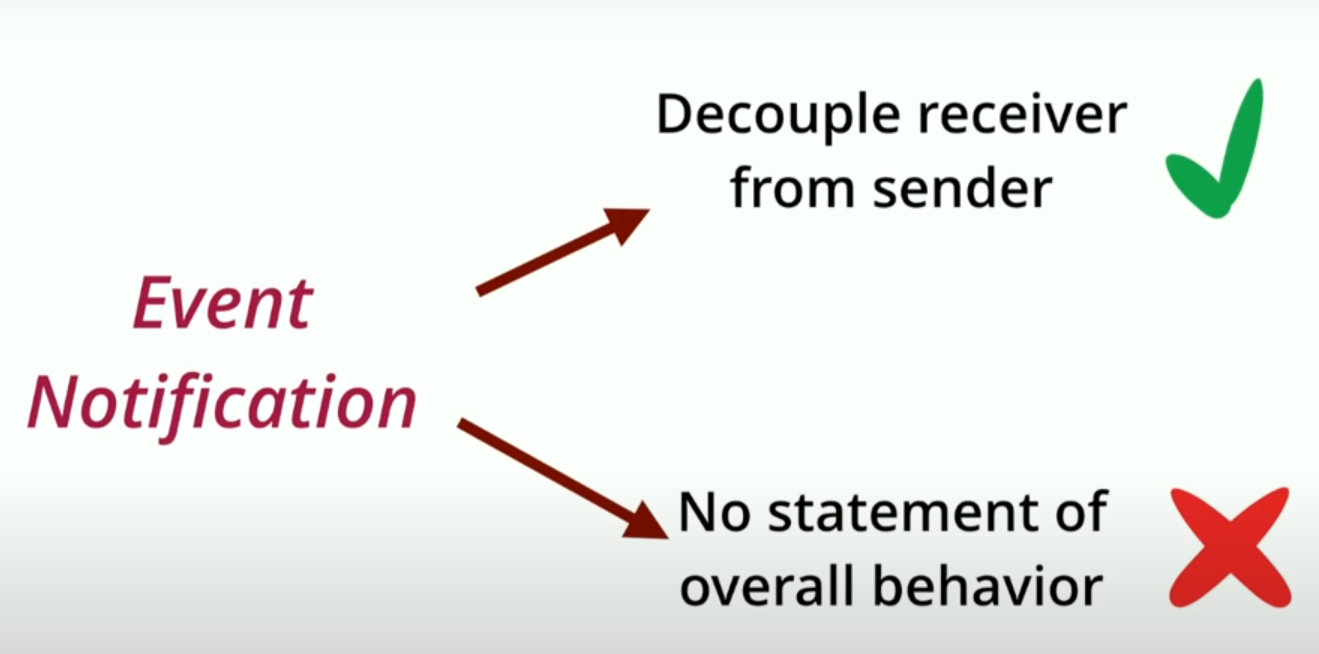 Event
Notification
Decouple receiver
from sender
No statement of
overall behavior